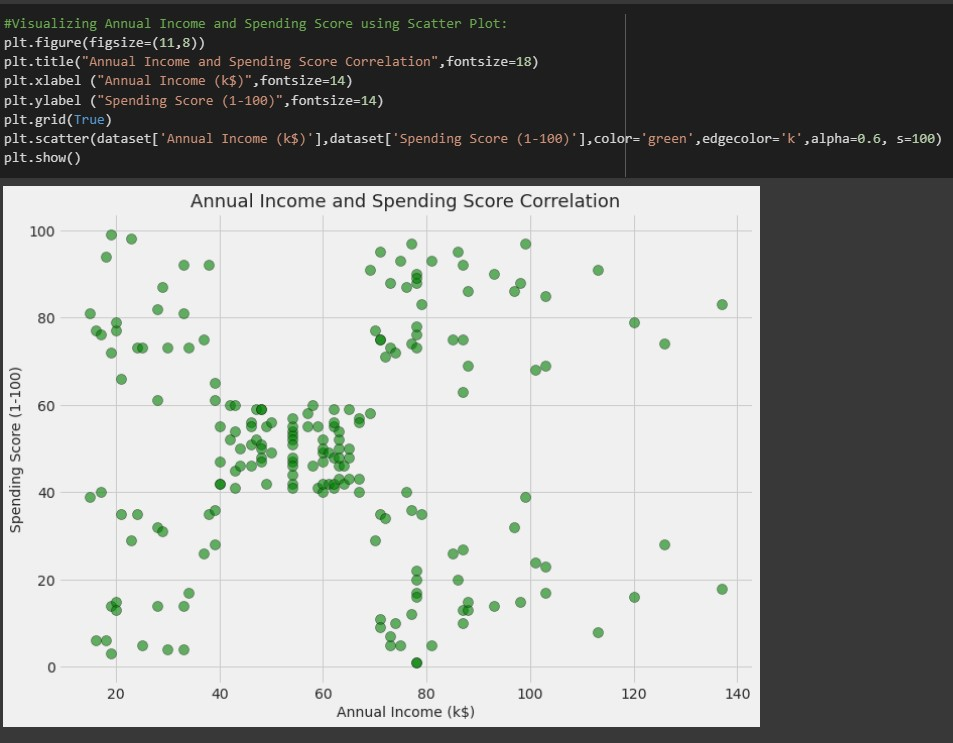 #Visualizing Annual Income and Spending Score using Scatter Plot:
plt.figure(figsize=(11,8))
plt.title("Annual Income and Spending Score Correlation",fontsize=18)
plt.xlabel ("Annual Income (k$)",fontsize=14)
plt.ylabel ("Spending Score (1-100)",fontsize=14)
plt.grid(True)
plt.scatter(dataset['Annual Income (k$)'],dataset['Spending Score (1-100)'],color='green',edgecolor='k',alpha=0.6, s=100)
plt.show()
Annual Income and Spending Score Correlation
Spending Score (1-100)
100
80
60
40
20
0
20 40 60 80 100 120 140
Annual Income (k$)